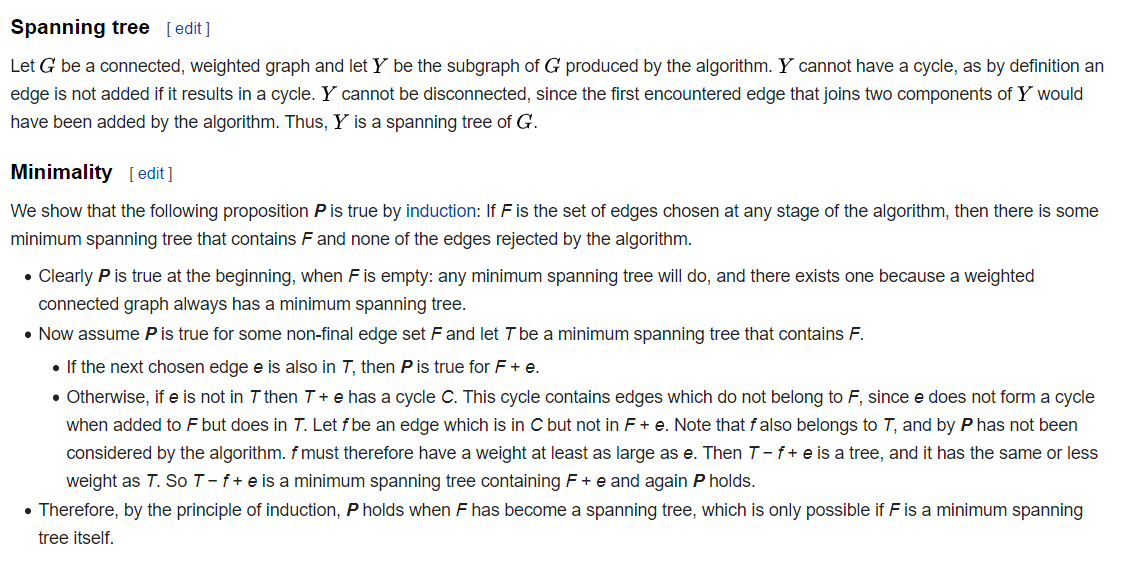 Spanning tree [ edit ]
Let G be a connected, weighted graph and let Y be the subgraph of G produced by the algorithm. Y cannot have a cycle, as by definition an
edge is not added if it results in a cycle. Y cannot be disconnected, since the first encountered edge that joins two components of Y would
have been added by the algorithm. Thus, Y is a spanning tree of G.
Minimality [ edit ]
We show that the following proposition P is true by induction: If F is the set of edges chosen at any stage of the algorithm, then there is some
minimum spanning tree that contains F and none of the edges rejected by the algorithm.
• Clearly P is true at the beginning, when F is empty: any minimum spanning tree will do, and there exists one because a weighted
connected graph always has a minimum spanning tree.
• Now assume P is true for some non-final edge set F and let T be a minimum spanning tree that contains F.
• If the next chosen edge e is also in T, then P is true for F + e.
• Otherwise, if e is not in T then T + e has a cycle C. This cycle contains edges which do not belong to F, since e does not form a cycle
when added to F but does in T. Let f be an edge which is in C but not in F + e. Note that f also belongs to T, and by P has not been
considered by the algorithm. f must therefore have a weight at least as large as e. Then T − f + e is a tree, and it has the same or less
weight as T. So T − f + e is a minimum spanning tree containing F + e and again P holds.
• Therefore, by the principle of induction, P holds when F has become a spanning tree, which is only possible if F is a minimum spanning
tree itself.